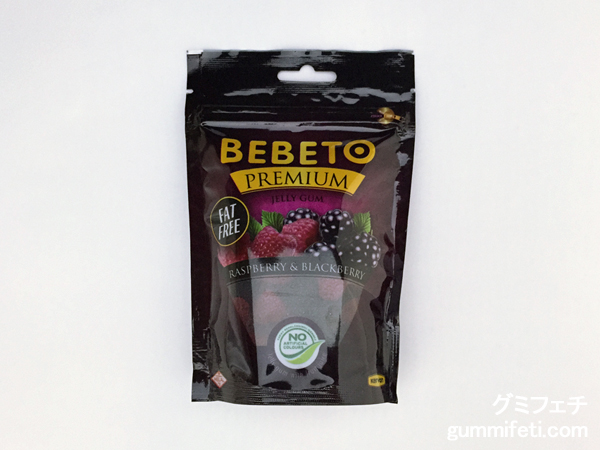 BEBETO
PREMIUM
JELLY GUM
FAT
FREE
RASPBERRY & BLACKBERRY
NO
ARTIFICIAL
COLOURS
グミフェチ
gummifeti.com